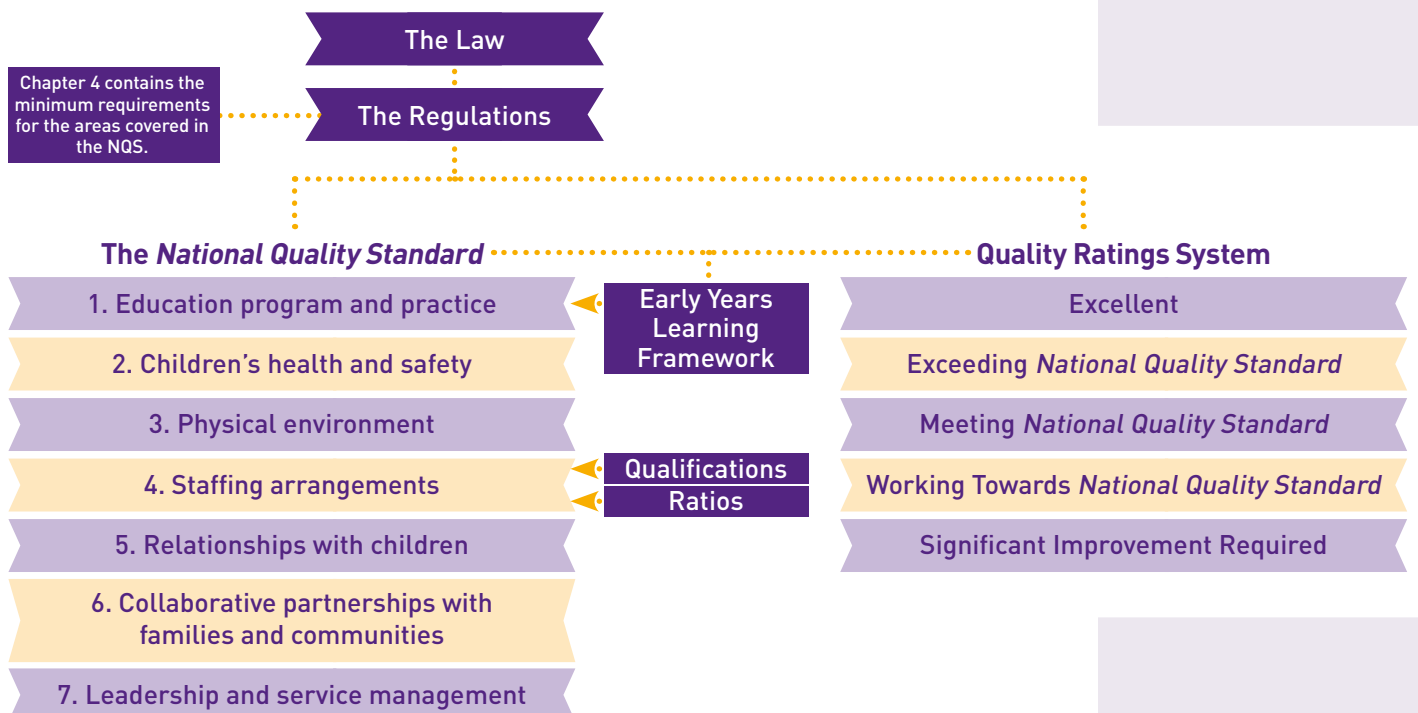 The Law
Chapter 4 contains the
minimum requirements
for the areas covered in
the NQS.
The Regulations
The National Quality Standard
Quality Ratings System
1. Education program and practice
2. Children's health and safety
3. Physical environment
4. Staffing arrangements
5. Relationships with children
6. Collaborative partnerships with
families and communities
7. Leadership and service management
Early Years
Learning
Framework
Qualifications
Ratios
Excellent
Exceeding National Quality Standard
Meeting National Quality Standard
Working Towards National Quality Standard
Significant Improvement Required